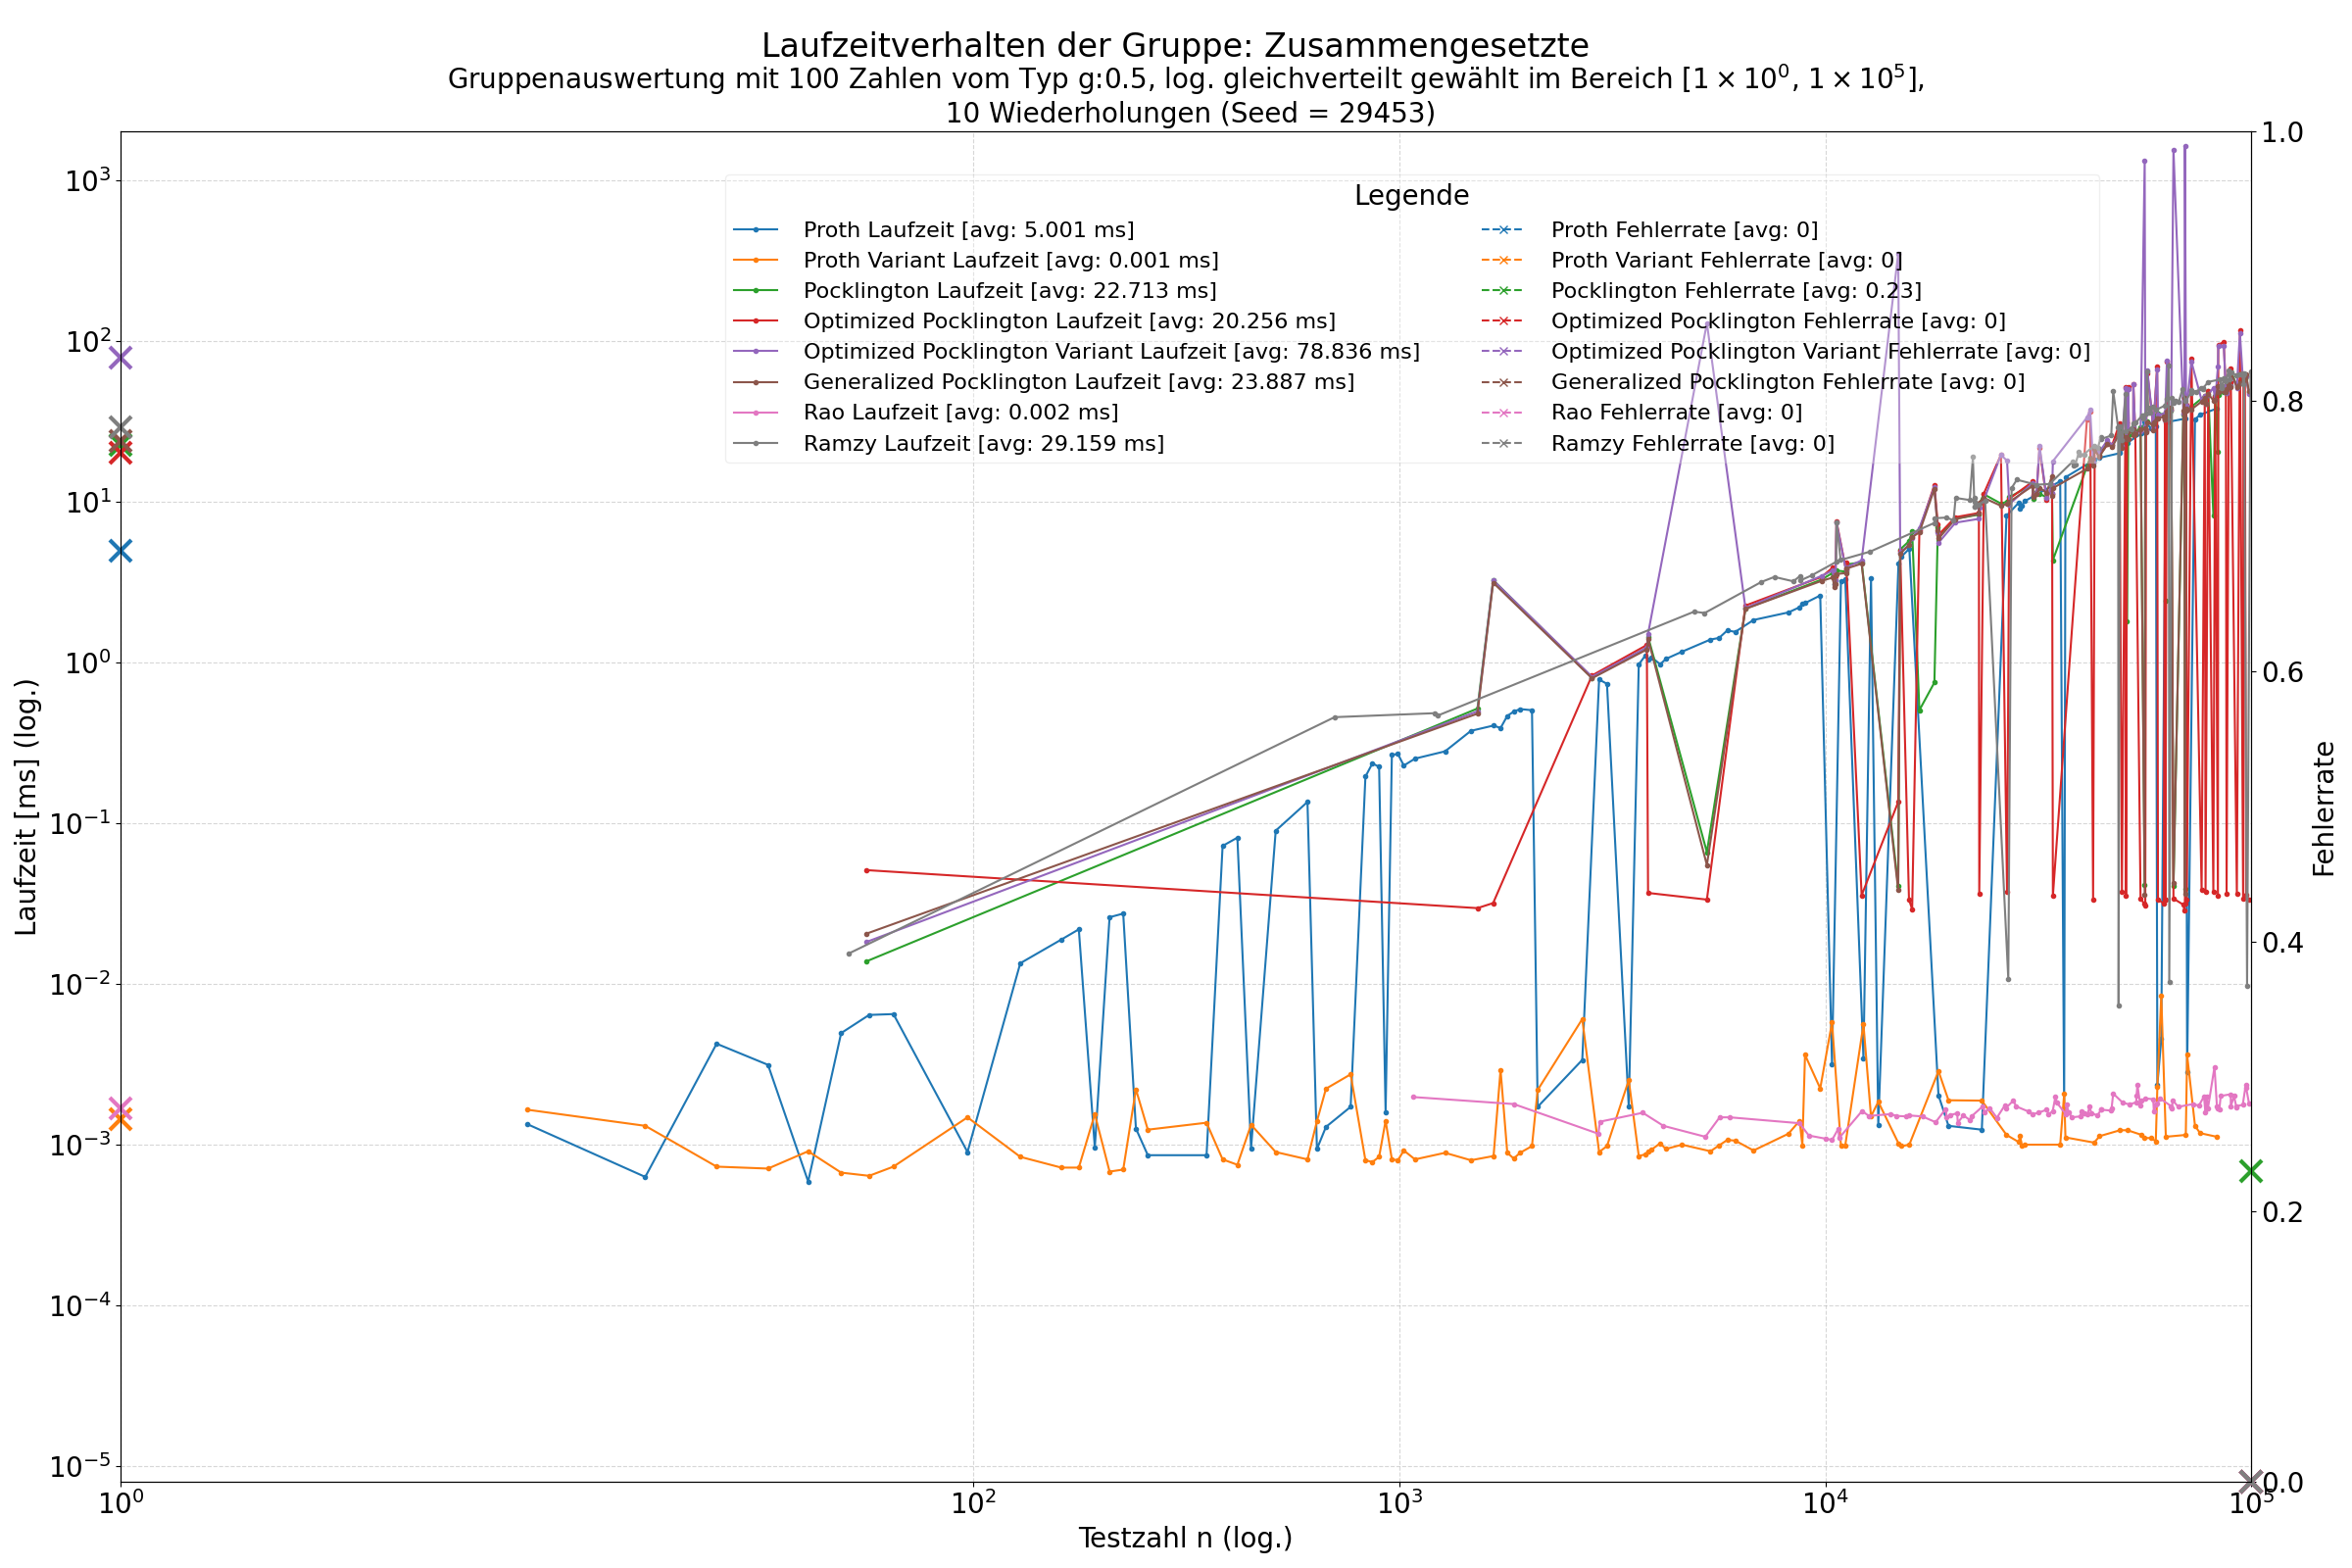 Laufzeitverhalten der Gruppe: Zusammengesetzte
Gruppenauswertung mit 100 Zahlen vom Typ g:0.5, log. gleichverteilt gewählt im Bereich [1 × 10⁰, 1 × 10⁵],
10 Wiederholungen (Seed = 29453)
Legende
Proth Laufzeit [avg: 5.001 ms]
Proth Variant Laufzeit [avg: 0.001 ms]
Pocklington Laufzeit [avg: 22.713 ms]
Optimized Pocklington Laufzeit [avg: 20.256 ms]
Optimized Pocklington Variant Laufzeit [avg: 78.836 ms]
Generalized Pocklington Laufzeit [avg: 23.887 ms]
Rao Laufzeit [avg: 0.002 ms]
Ramzy Laufzeit [avg: 29.159 ms]
Proth Fehlerrate [avg: 0]
Proth Variant Fehlerrate [avg: 0]
Pocklington Fehlerrate [avg: 0.23]
Optimized Pocklington Fehlerrate [avg: 0]
Optimized Pocklington Variant Fehlerrate [avg: 0]
Generalized Pocklington Fehlerrate [avg: 0]
Rao Fehlerrate [avg: 0]
Ramzy Fehlerrate [avg: 0]
Laufzeit [ms] (log.)
10³
10²
10¹
10⁰
10⁻¹
10⁻²
10⁻³
10⁻⁴
10⁻⁵
10⁰
10²
10³
10⁴
10⁵
Testzahl n (log.)
1.0
0.8
0.6
0.4
0.2
0.0
Fehlerrate